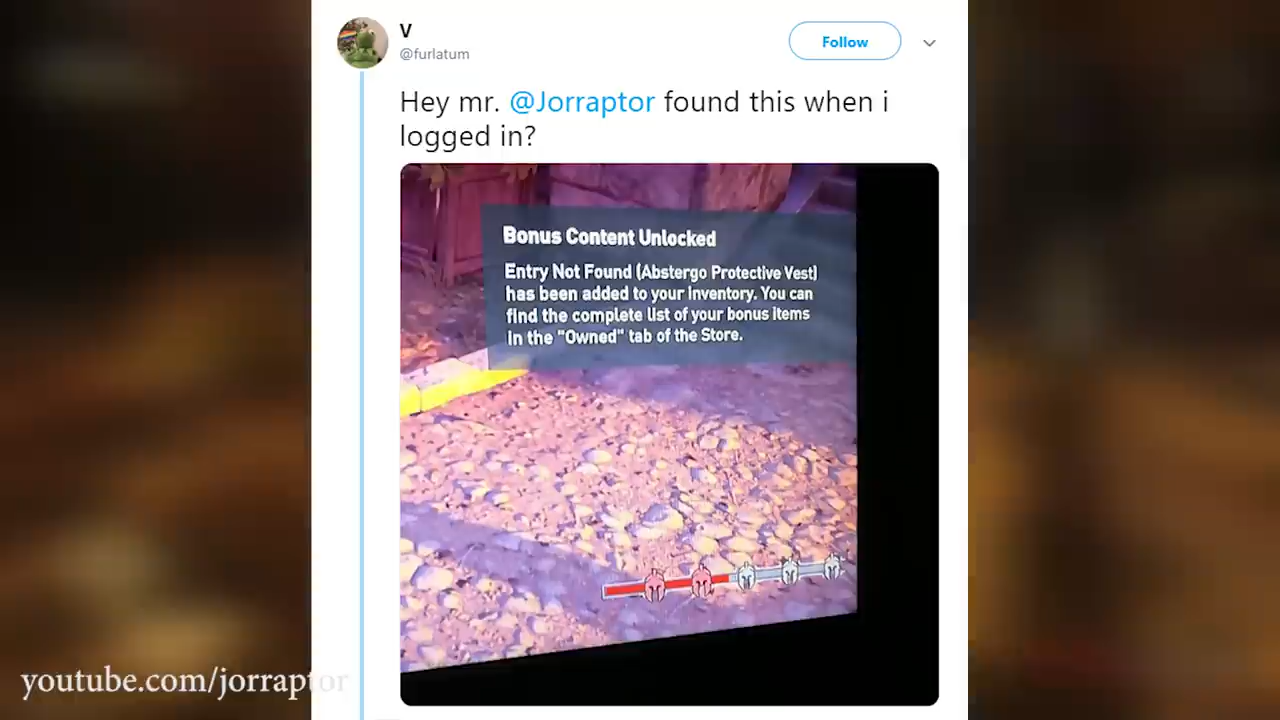 V
@furlatum
Follow
Hey mr. @Jorraptor found this when i
logged in?
Bonus Content Unlocked
Entry Not Found (Abstergo Protective Vest)
has been added to your inventory. You can
find the complete list of your bonus items
in the "Owned" tab of the Store.
youtube.com/jorraptor